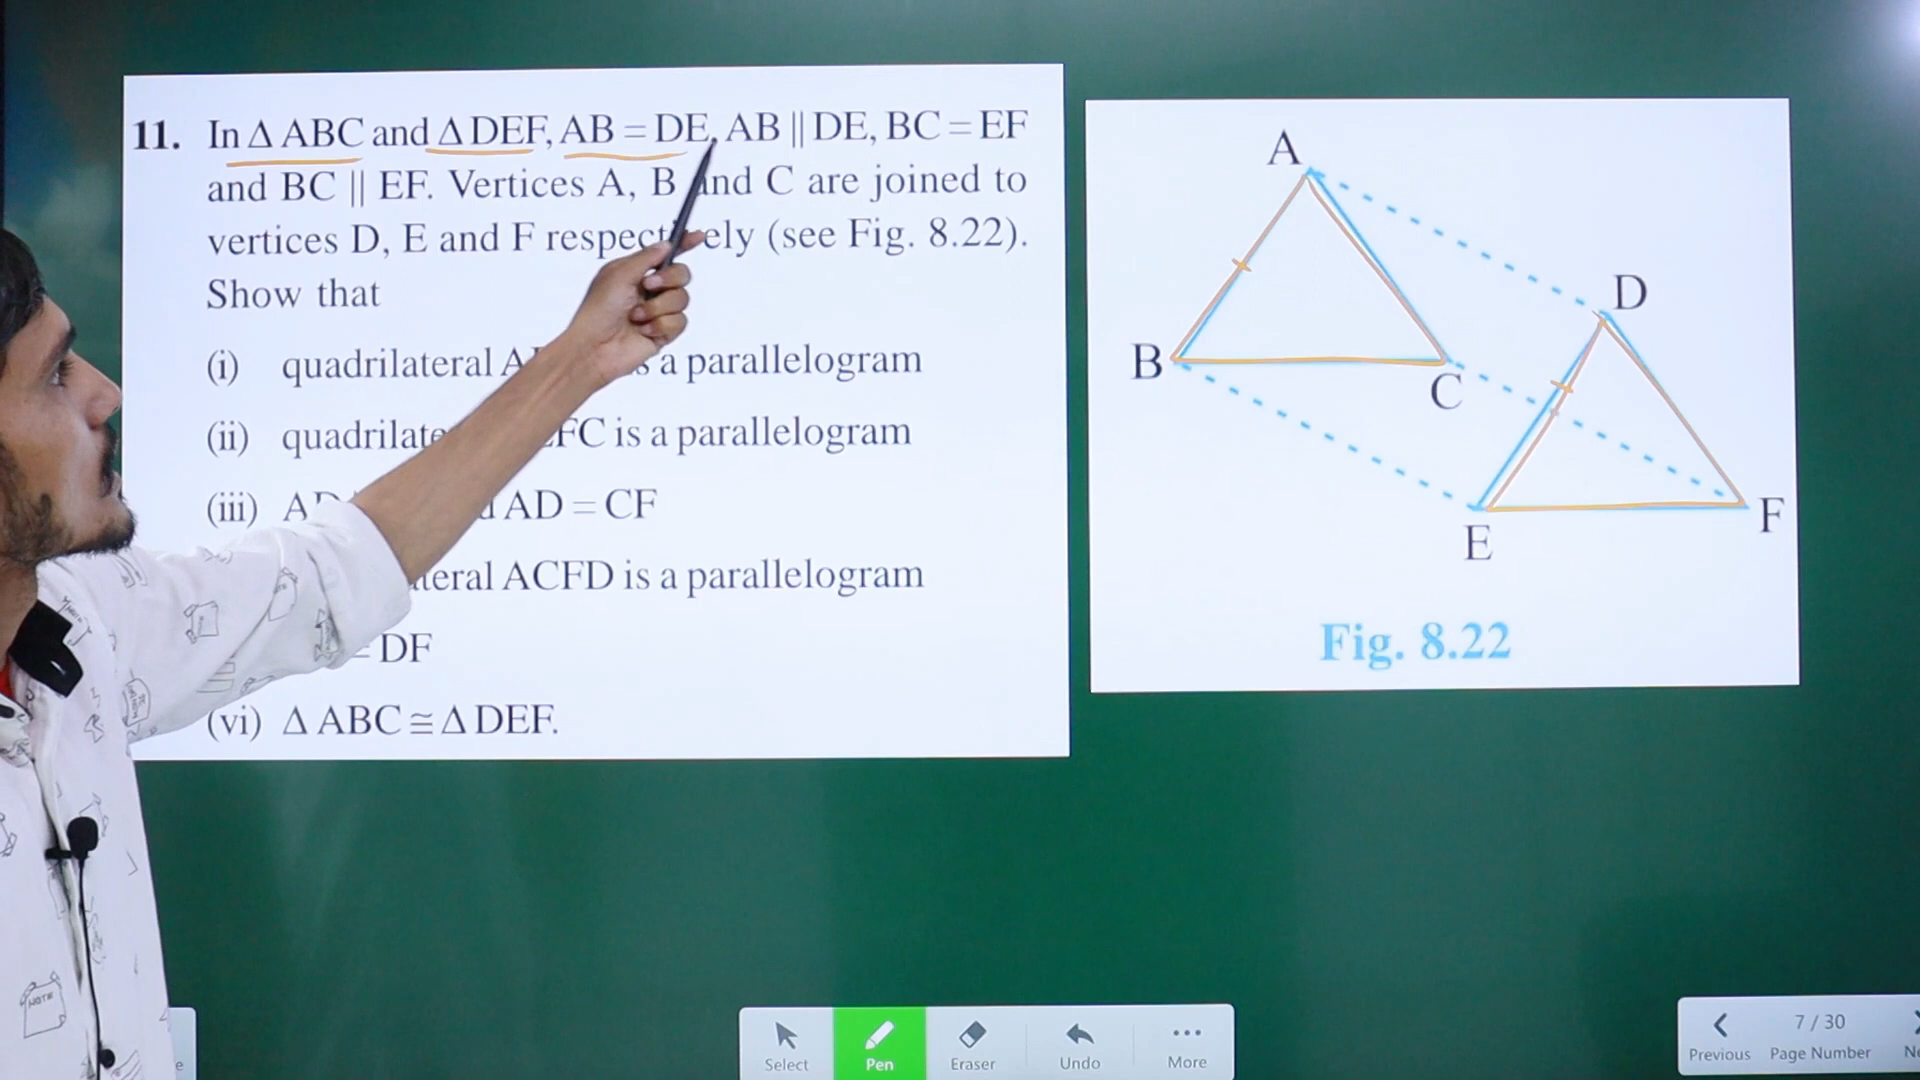 11. In Δ ABC and Δ DEF, AB = DE, AB || DE, BC = EF
and BC || EF. Vertices A, B and C are joined to
vertices D, E and F respectively (see Fig. 8.22).
Show that
(i) quadrilateral a parallelogram
(ii) quadrilate FC is a parallelogram
(iii) A AD = CF
teral ACFD is a parallelogram
= DF
(vi) Δ ABC ≅ Δ DEF.
A
D
B
C
E
F
Fig. 8.22
NOTE
Select Pen Eraser Undo More
Previous 7 / 30 Page Number